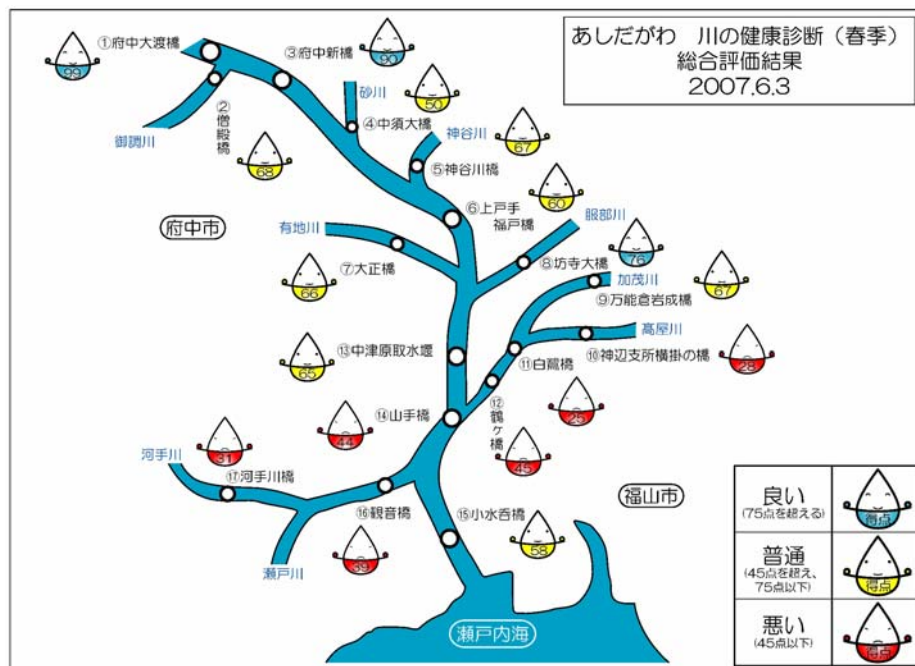 あしだがわ 川の健康診断(春季)
総合評価結果
2007.6.3
①府中大渡橋
99
③府中新橋
90
砂川
50
④中須大橋
②僧殿橋
御調川
68
神谷川
67
⑤神谷川橋
60
⑥上戸手
福戸橋
服部川
府中市
有地川
⑦大正橋
66
⑧坊寺大橋
76
加茂川
67
⑨万能倉岩成橋
高屋川
⑩神辺支所横掛の橋
28
⑬中津原取水堰
65
⑪白鷺橋
25
⑫鶴ヶ橋
45
⑭山手橋
44
河手川
31
⑰河手川橋
⑯観音橋
39
瀬戸川
⑮小水呑橋
58
福山市
瀬戸内海
良い
(75点を超える)
得点
普通
(45点を超え、
75点以下)
得点
悪い
(45点以下)
得点